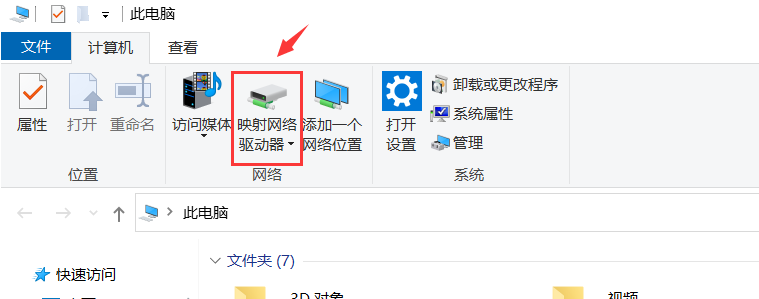 此电脑
文件
计算机
查看
属性
打开
重命名
访问媒体
映射网络
驱动器
添加一个
网络位置
打开
设置
卸载或更改程序
系统属性
管理
位置
网络
系统
此电脑
快速访问
文件夹 (7)
3D 对象
视频